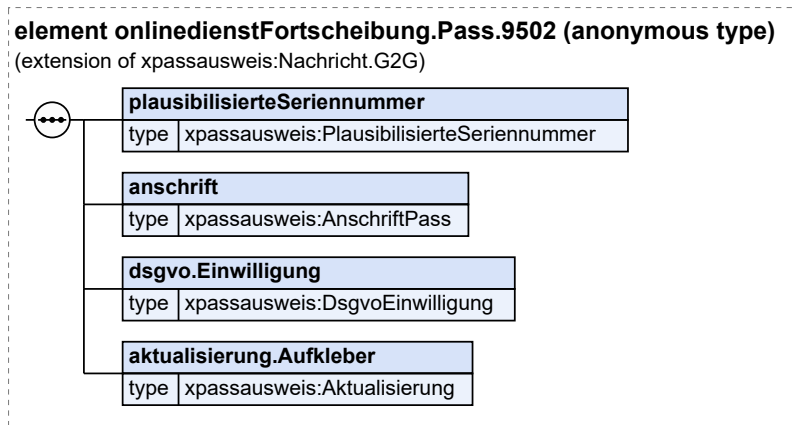 element onlinedienstFortscheibung.Pass.9502 (anonymous type)
(extension of xpassausweis:Nachricht.G2G)
plausibilisierteSeriennummer
type xpassausweis:PlausibilisierteSeriennummer
anschrift
type xpassausweis:AnschriftPass
dsgvo.Einwilligung
type xpassausweis:DsgvoEinwilligung
aktualisierung.Aufkleber
type xpassausweis:Aktualisierung